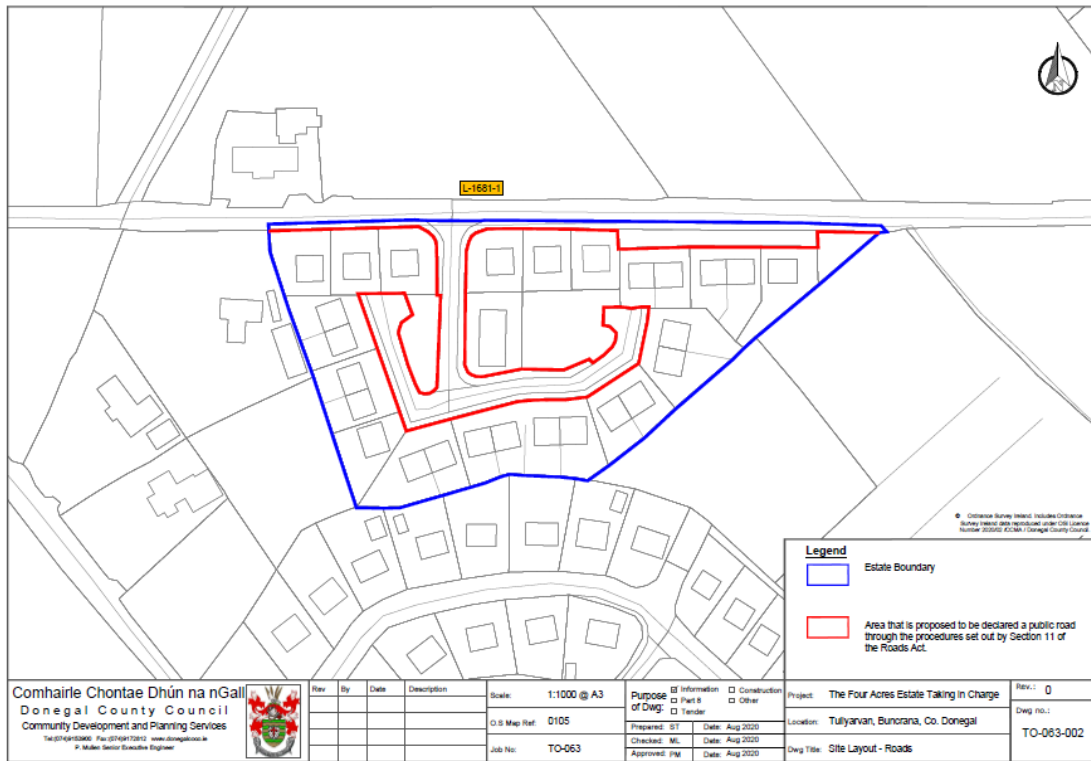 L-1681-1
© Ordnance Survey Ireland. Includes Ordnance
Survey Ireland data reproduced under OSi Licence
Number / Donegal County Council.
Legend
Estate Boundary
Area that is proposed to be declared a public road
through the procedures set out by Section 11 of
the Roads Act.
Comhairle Chontae Dhún na nGall
Donegal County Council
Community Development and Planning Services
P. Mullen Senior Executive Engineer
Rev By Date Description
Scale: 1:1000 @ A3
O.S Map Ref: 0105
Job No: TO-063
Purpose of Dwg:
Information
Construction
Part 8
Other
Tender
Prepared: ST Date: Aug 2020
Checked: ML Date: Aug 2020
Approved: PM Date: Aug 2020
Project: The Four Acres Estate Taking in Charge
Location: Tullyarvan, Buncrana, Co. Donegal
Dwg Title: Site Layout - Roads
Rev.: 0
Dwg no.:
TO-063-002